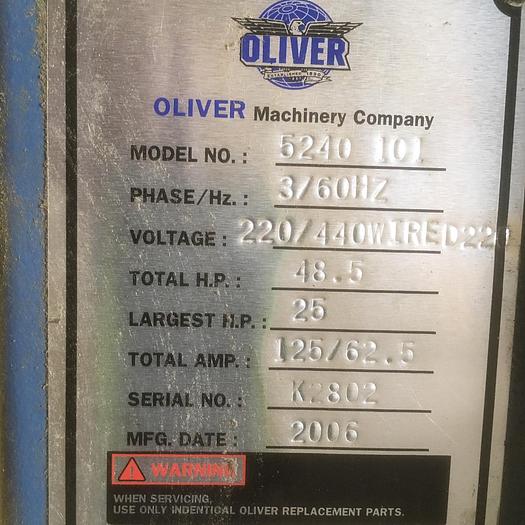 OLIVER
ESTABLISHED 1890
OLIVER Machinery Company
MODEL NO. : 5240 101
PHASE/Hz. : 3/60HZ
VOLTAGE : 220/440WIRED220
TOTAL H.P. : 48.5
LARGEST H.P. : 25
TOTAL AMP. : 125/62.5
SERIAL NO. : K2802
MFG. DATE : 2006
WARNING
WHEN SERVICING,
USE ONLY INDENTICAL OLIVER REPLACEMENT PARTS.